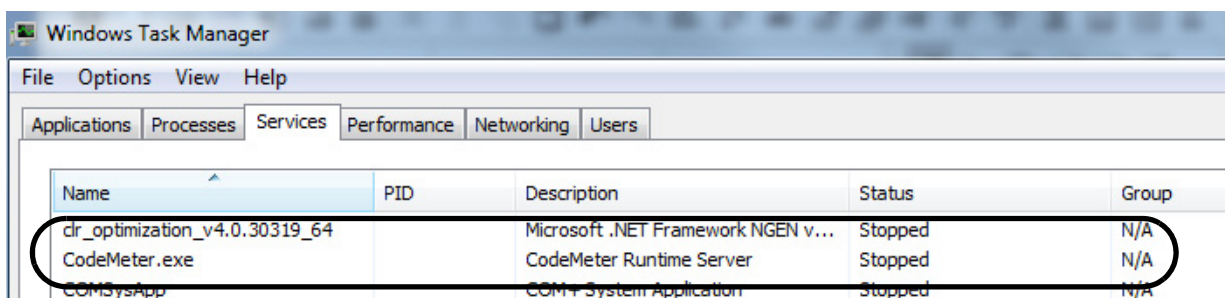 Windows Task Manager
File Options View Help
Applications Processes Services Performance Networking Users
Name PID Description Status Group
clr_optimization_v4.0.30319_64 Microsoft .NET Framework NGEN v... Stopped N/A
CodeMeter.exe CodeMeter Runtime Server Stopped N/A
COMSysApp COM+ System Application Stopped N/A